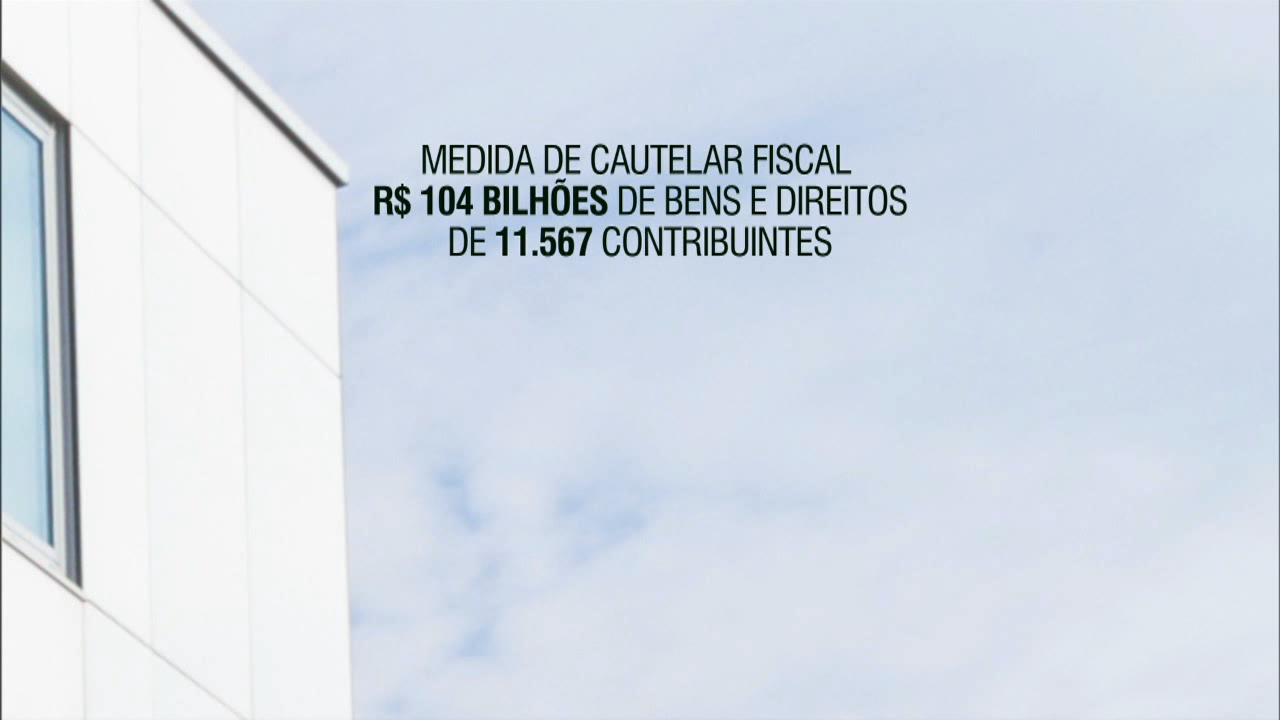 MEDIDA DE CAUTELAR FISCAL
R$ 104 BILHÕES DE BENS E DIREITOS
DE 11.567 CONTRIBUINTES